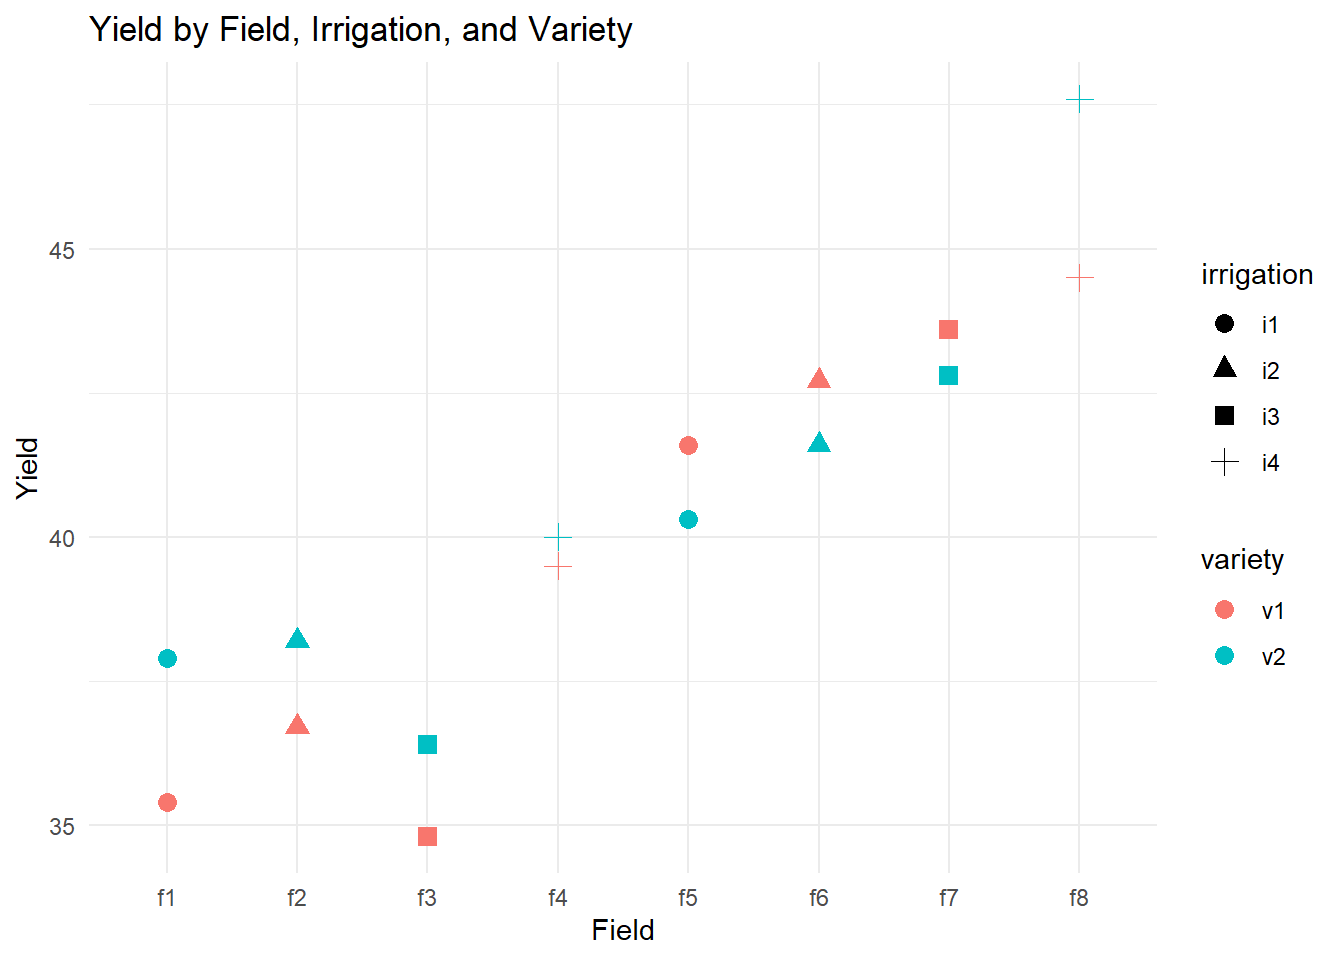 Yield by Field, Irrigation, and Variety
45
40
35
Yield
f1 f2 f3 f4 f5 f6 f7 f8
Field
irrigation
i1
i2
i3
i4
variety
v1
v2